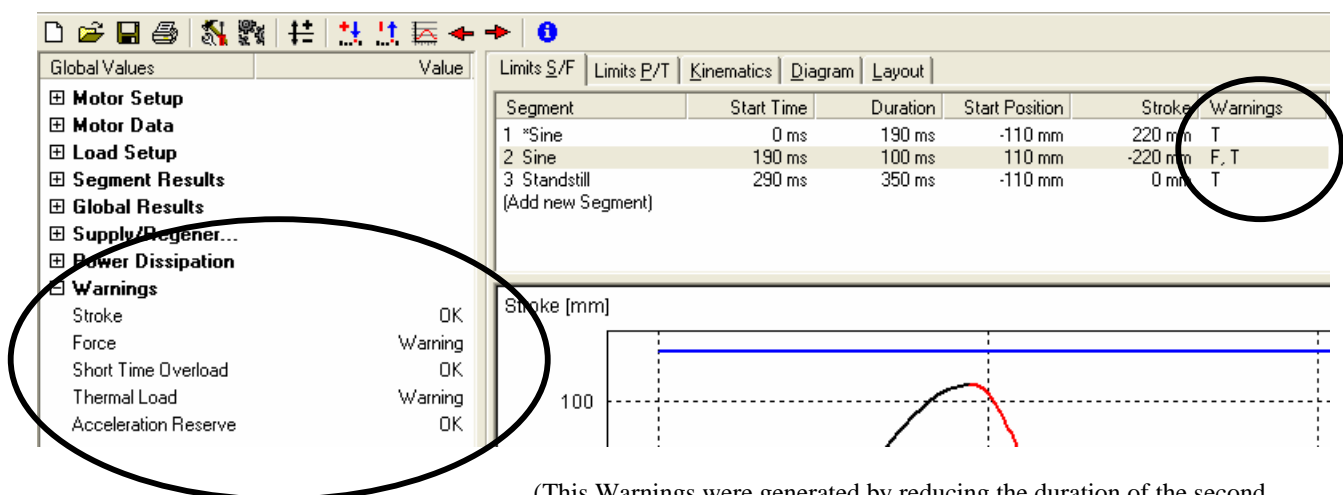 Global Values Value
Motor Setup
Motor Data
Load Setup
Segment Results
Global Results
Supply/Regener...
Power Dissipation
Warnings
Stroke OK
Force Warning
Short Time Overload OK
Thermal Load Warning
Acceleration Reserve OK
Limits S/F Limits P/T Kinematics Diagram Layout
Segment Start Time Duration Start Position Stroke Warnings
1 *Sine 0 ms 190 ms -110 mm 220 mm T
2 Sine 190 ms 100 ms 110 mm -220 mm F, T
3 Standstill 290 ms 350 ms -110 mm 0 mm T
(Add new Segment)
Stroke [mm]
100
(This Warnings were generated by reducing the duration of the second